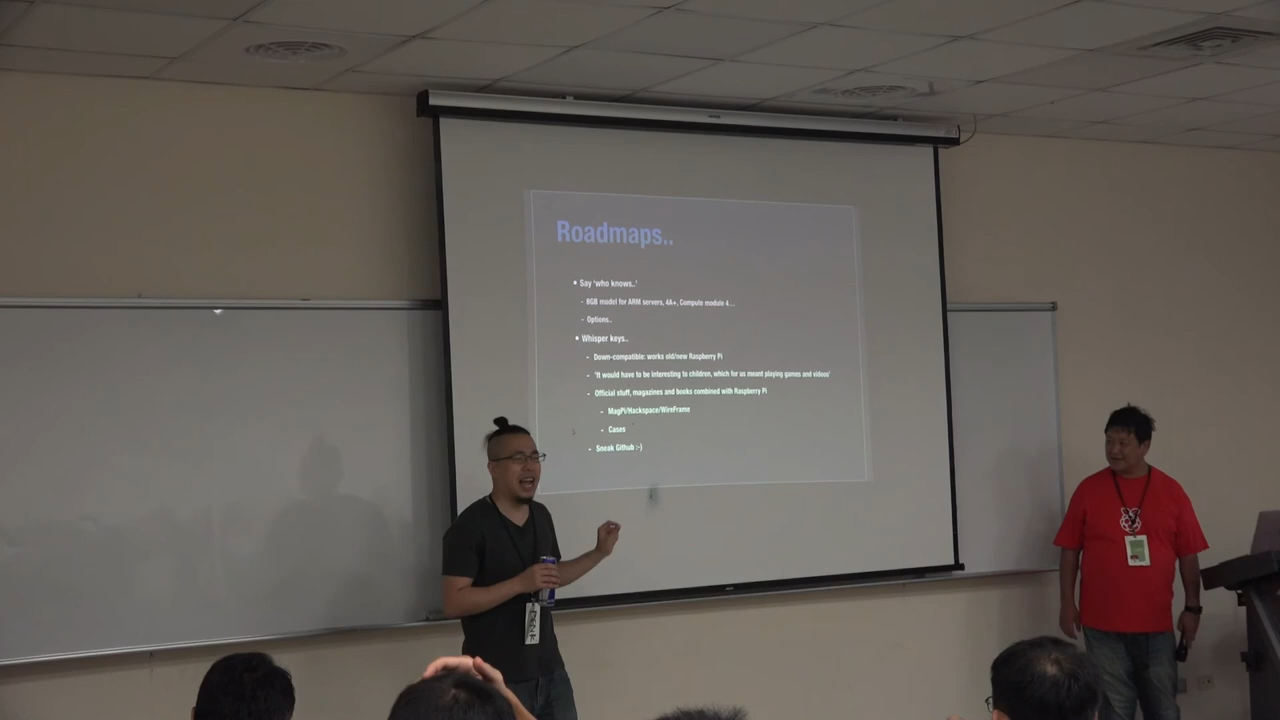 Roadmaps..
• Say 'who knows..'
- 8GB model for ARM servers, 4A+, Compute module 4...
- Options..
• Whisper keys..
- Down-compatible: works old/new Raspberry Pi
- 'It would have to be interesting to children, which for us meant playing games and videos'
- Official stuff, magazines and books combined with Raspberry Pi
- MagPi/Hackspace/WireFrame
- Cases
- Sneak Github :-)